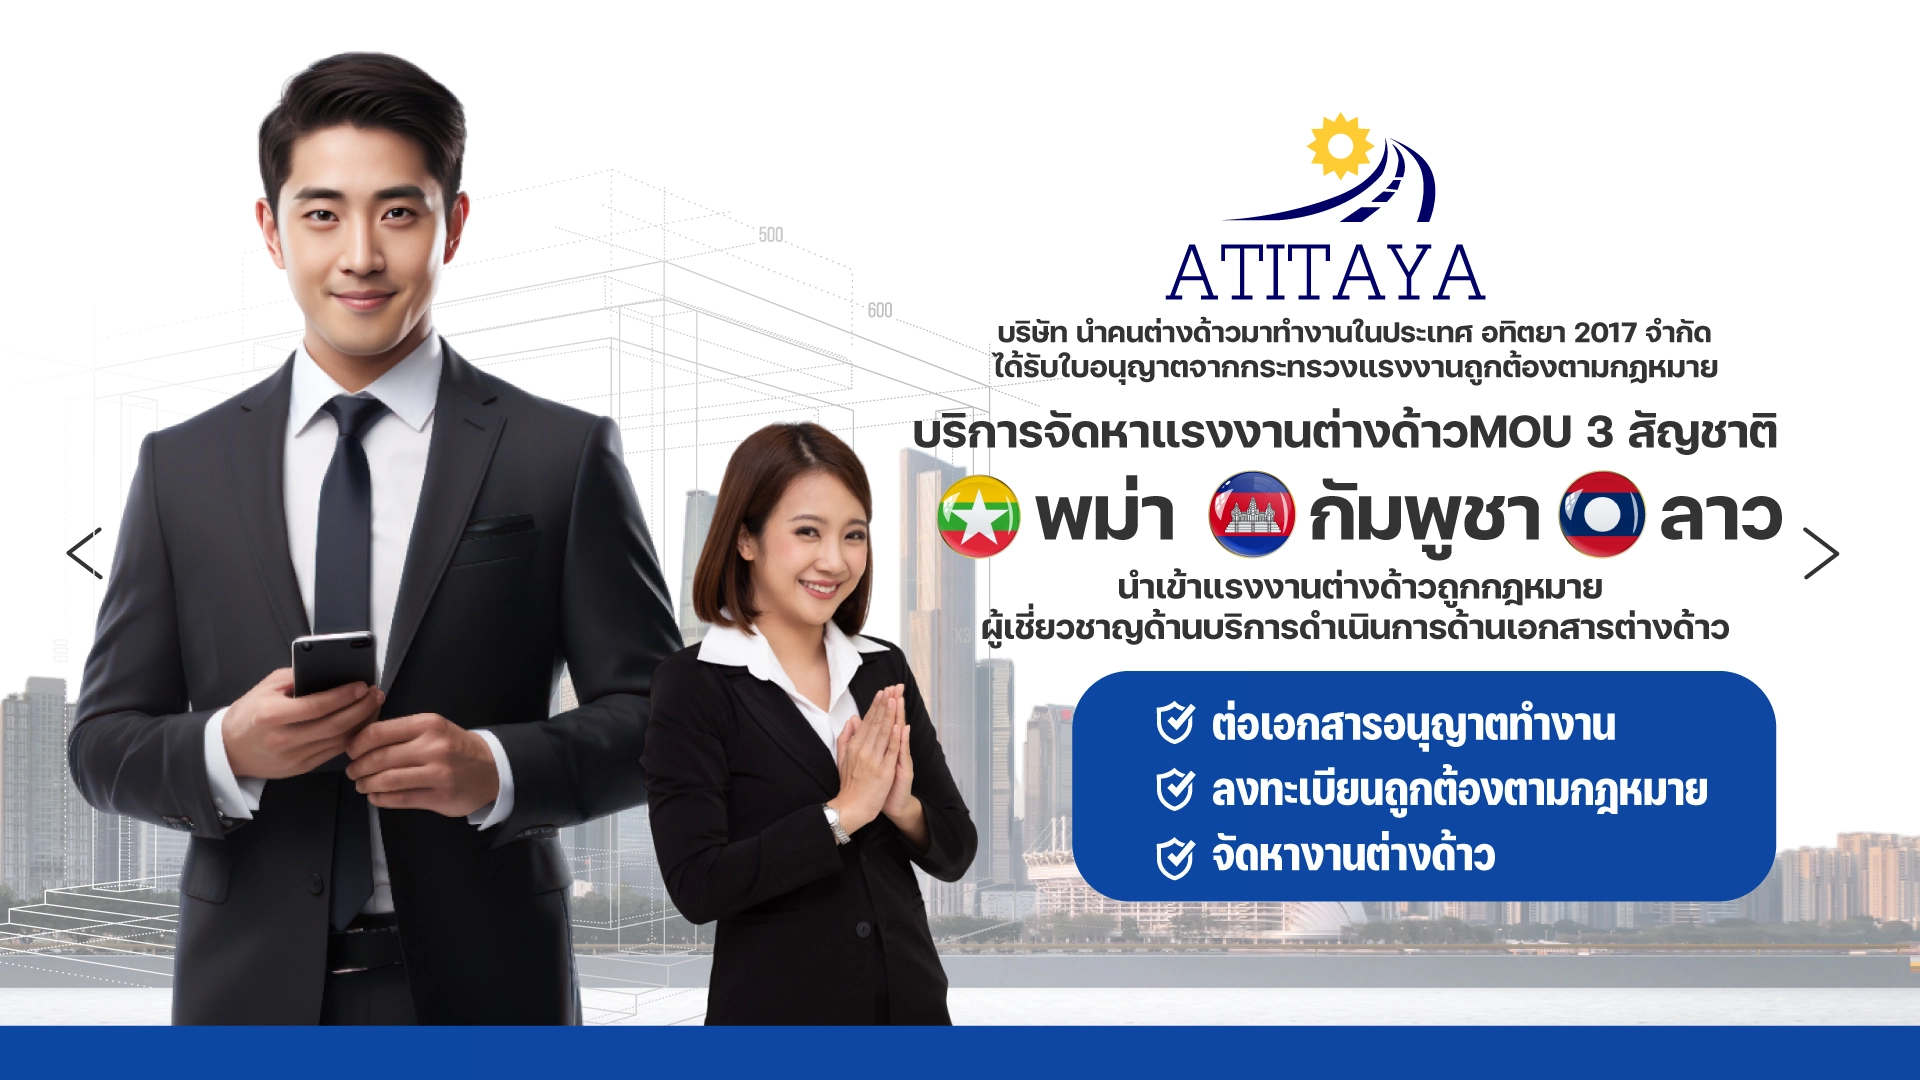 ATITAYA
บริษัท นำคนต่างด้าวมาทำงานในประเทศ อทิตยา 2017 จำกัด
ได้รับใบอนุญาตจากกระทรวงแรงงานถูกต้องตามกฎหมาย
บริการจัดหาแรงงานต่างด้าวMOU 3 สัญชาติ
พม่า กัมพูชา ลาว
นำเข้าแรงงานต่างด้าวถูกกฎหมาย
ผู้เชี่ยวชาญด้านบริการดำเนินการด้านเอกสารต่างด้าว
ต่อเอกสารอนุญาตทำงาน
ลงทะเบียนถูกต้องตามกฎหมาย
จัดหางานต่างด้าว
500
600
600